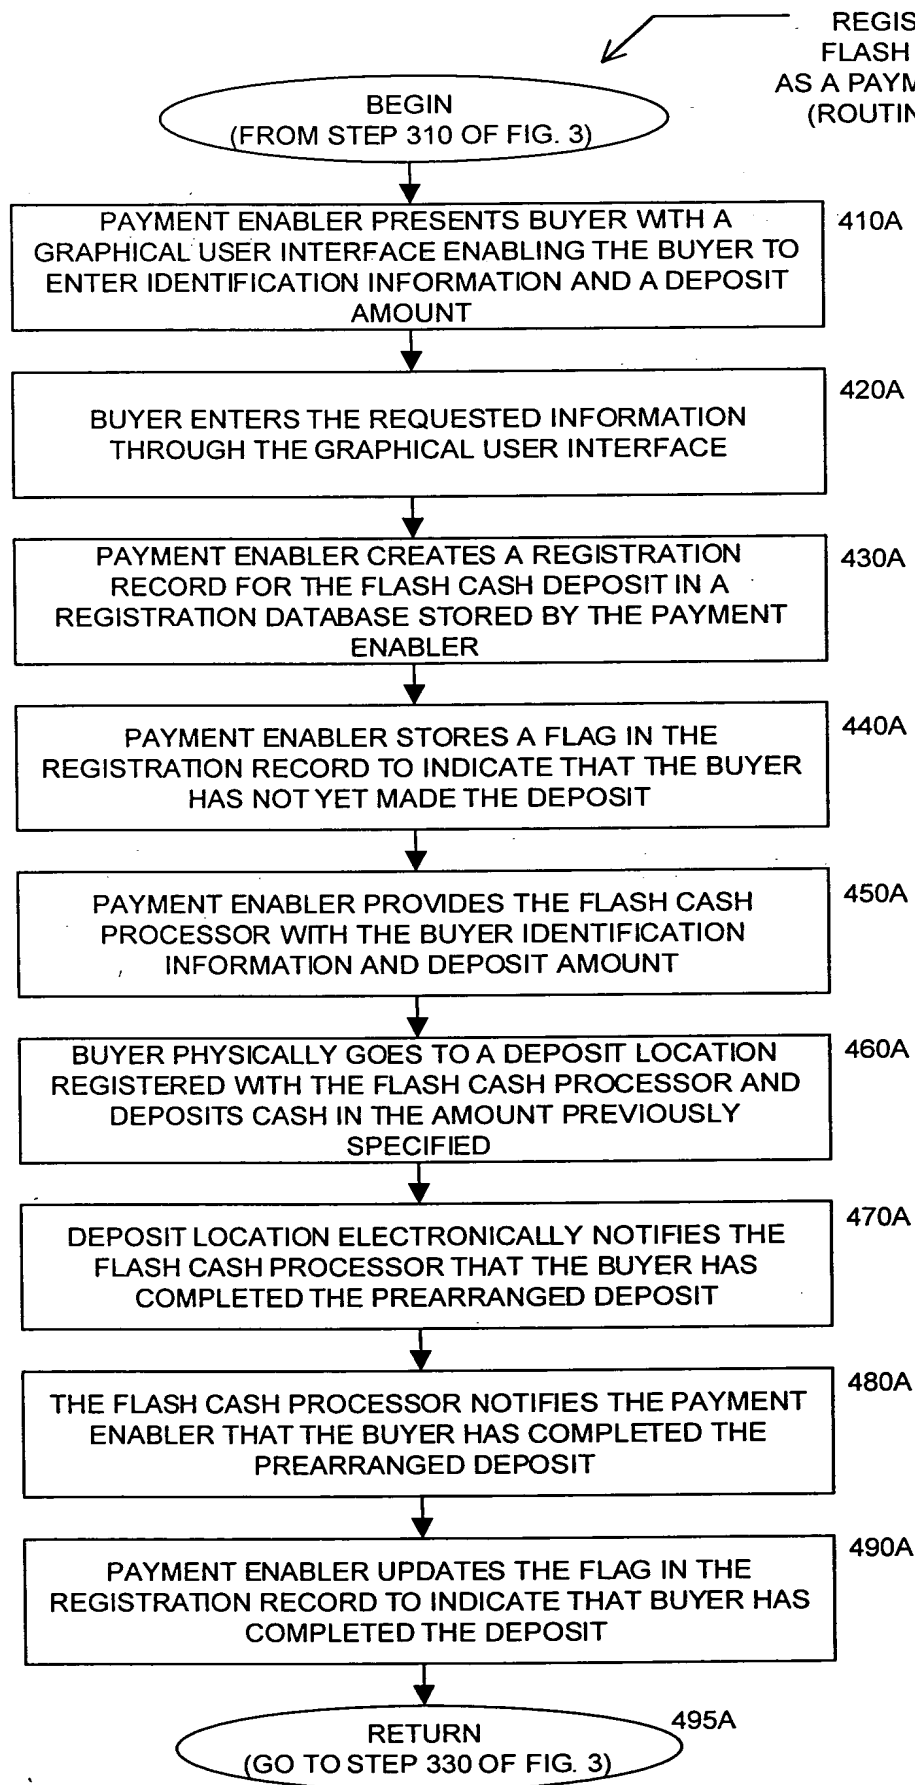 REGIS
FLASH
AS A PAYM
(ROUTIN
BEGIN
(FROM STEP 310 OF FIG. 3)
PAYMENT ENABLER PRESENTS BUYER WITH A
GRAPHICAL USER INTERFACE ENABLING THE BUYER TO
ENTER IDENTIFICATION INFORMATION AND A DEPOSIT
AMOUNT
410A
BUYER ENTERS THE REQUESTED INFORMATION
THROUGH THE GRAPHICAL USER INTERFACE
420A
PAYMENT ENABLER CREATES A REGISTRATION
RECORD FOR THE FLASH CASH DEPOSIT IN A
REGISTRATION DATABASE STORED BY THE PAYMENT
ENABLER
430A
PAYMENT ENABLER STORES A FLAG IN THE
REGISTRATION RECORD TO INDICATE THAT THE BUYER
HAS NOT YET MADE THE DEPOSIT
440A
PAYMENT ENABLER PROVIDES THE FLASH CASH
PROCESSOR WITH THE BUYER IDENTIFICATION
INFORMATION AND DEPOSIT AMOUNT
450A
BUYER PHYSICALLY GOES TO A DEPOSIT LOCATION
REGISTERED WITH THE FLASH CASH PROCESSOR AND
DEPOSITS CASH IN THE AMOUNT PREVIOUSLY
SPECIFIED
460A
DEPOSIT LOCATION ELECTRONICALLY NOTIFIES THE
FLASH CASH PROCESSOR THAT THE BUYER HAS
COMPLETED THE PREARRANGED DEPOSIT
470A
THE FLASH CASH PROCESSOR NOTIFIES THE PAYMENT
ENABLER THAT THE BUYER HAS COMPLETED THE
PREARRANGED DEPOSIT
480A
PAYMENT ENABLER UPDATES THE FLAG IN THE
REGISTRATION RECORD TO INDICATE THAT BUYER HAS
COMPLETED THE DEPOSIT
490A
RETURN
(GO TO STEP 330 OF FIG. 3)
495A